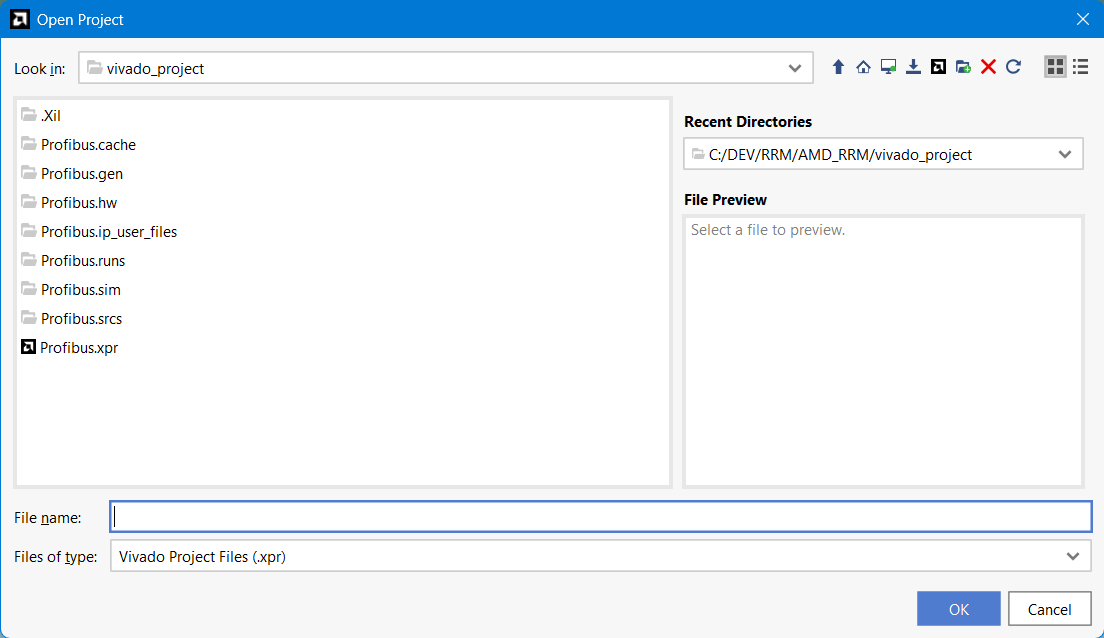 Open Project
Look in: vivado_project
.Xil
Profibus.cache
Profibus.gen
Profibus.hw
Profibus.ip_user_files
Profibus.runs
Profibus.sim
Profibus.srcs
Profibus.xpr
Recent Directories
C:/DEV/RRM/AMD_RRM/vivado_project
File Preview
Select a file to preview.
File name:
Files of type: Vivado Project Files (.xpr)
OK Cancel